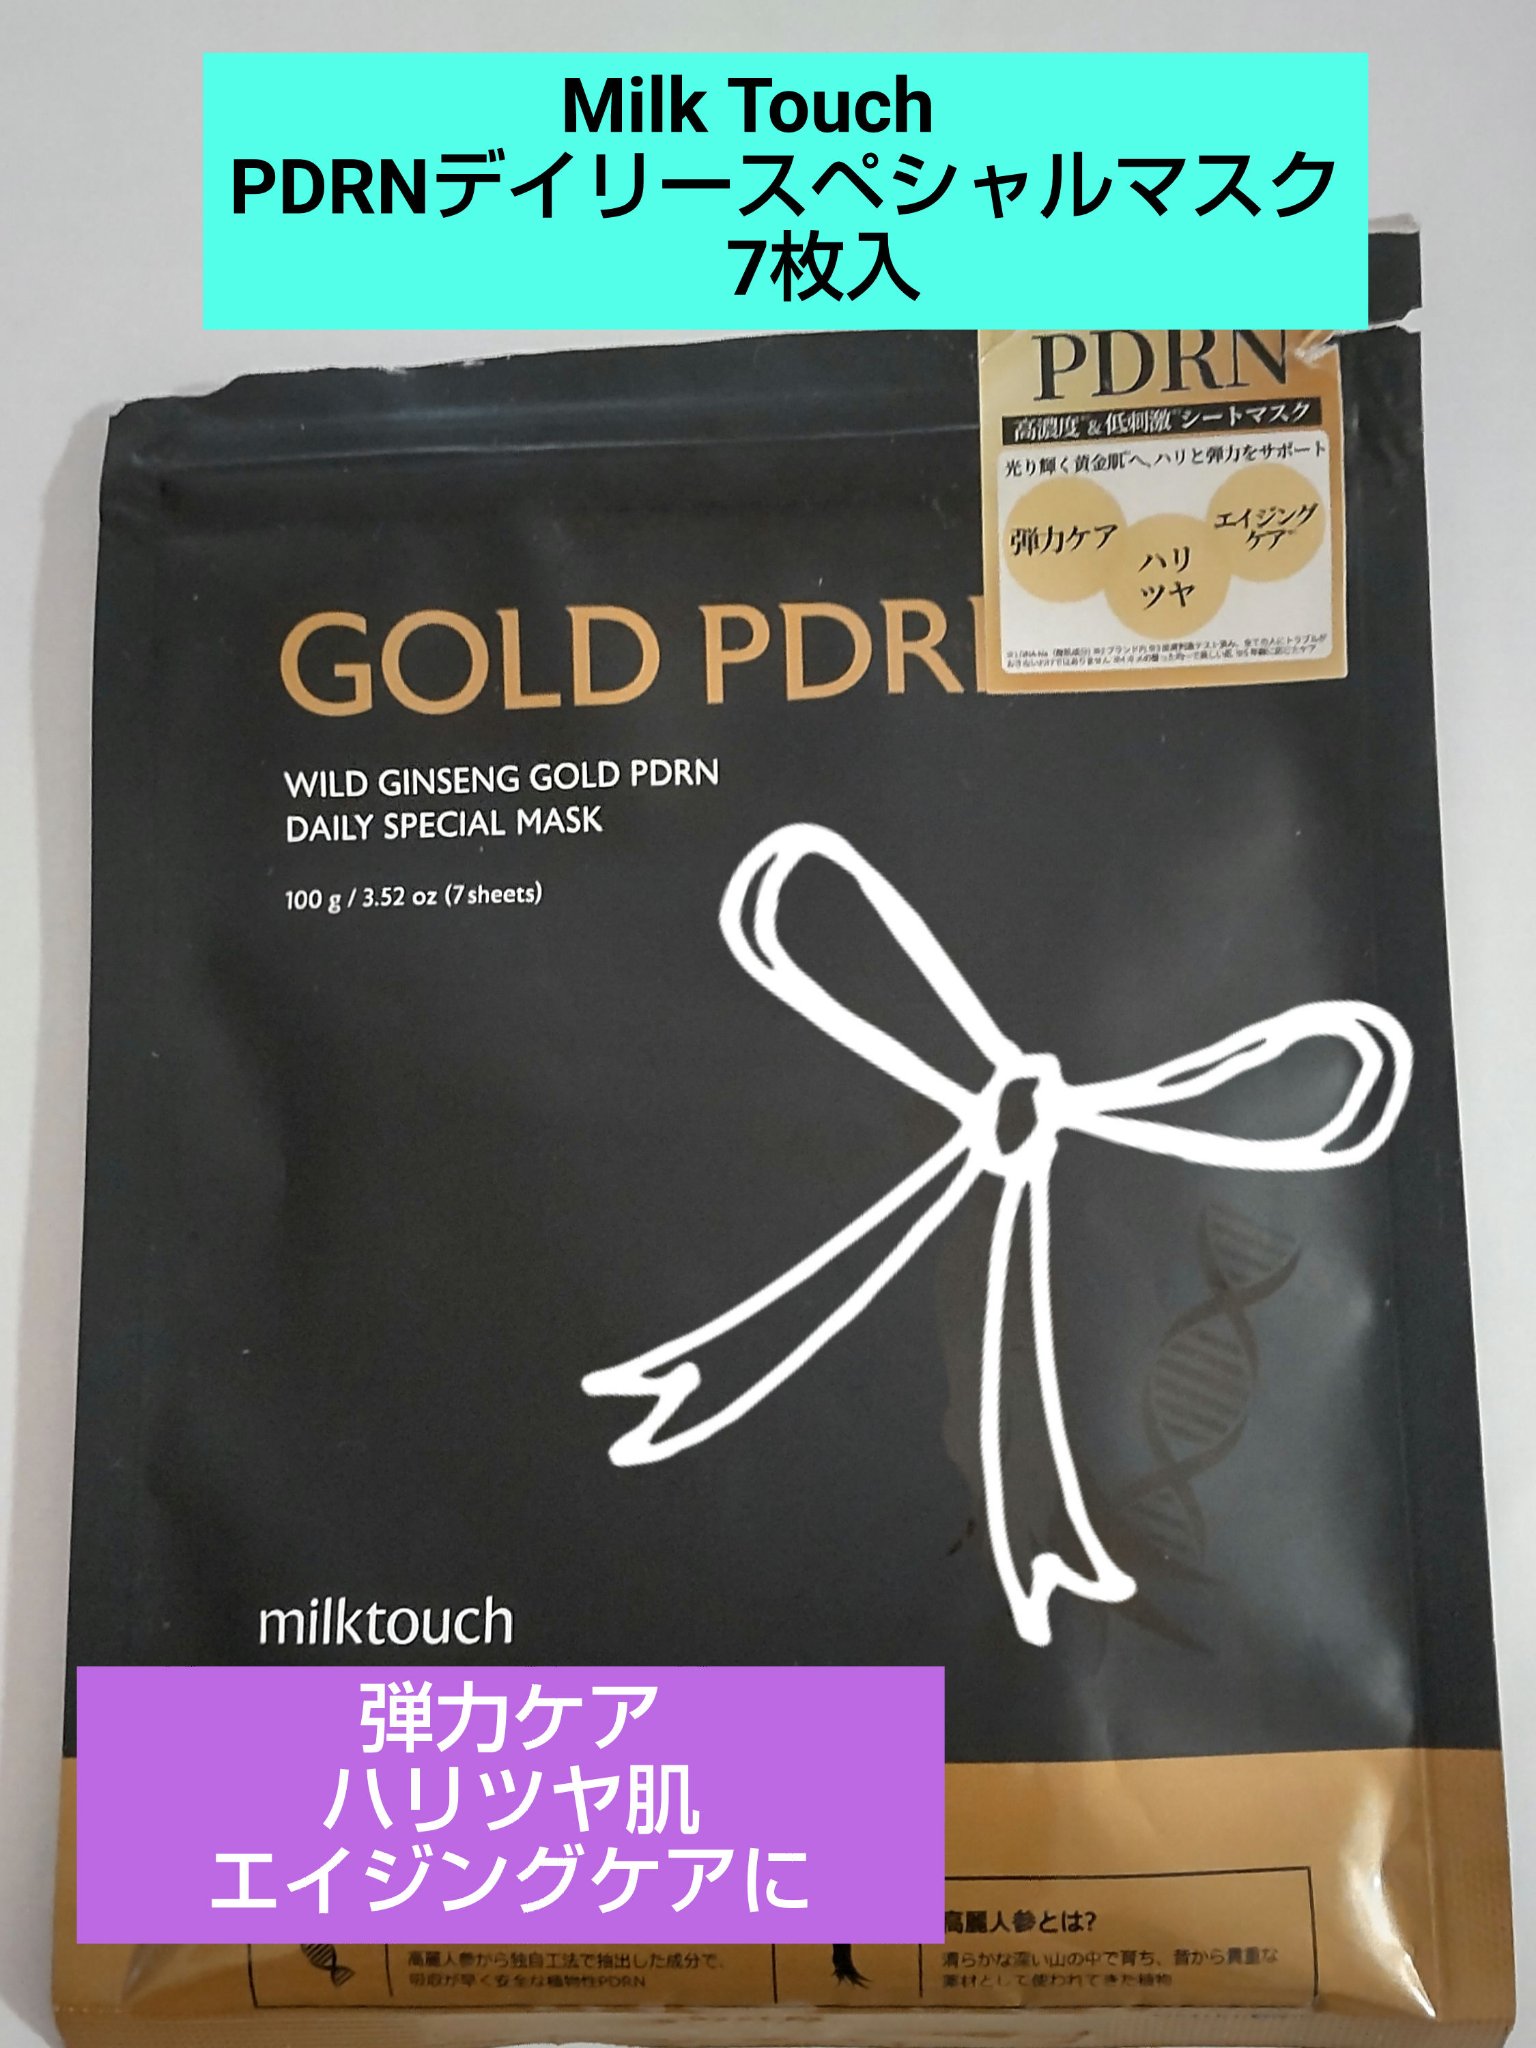 Milk Touch
PDRNデイリースペシャルマスク
7枚入
PDRN
高濃度 & 低刺激 シートマスク
光り輝く黄金肌へ、ハリと弾力をサポート
弾力ケア
ハリ
ツヤ
エイジング
ケア
GOLD PDR
WILD GINSENG GOLD PDRN
DAILY SPECIAL MASK
100 g / 3.52 oz (7sheets)
milktouch
弾力ケア
ハリツヤ肌
エイジングケアに
高麗人参から独自工法で抽出した成分で、
吸収が早く安全な植物性PDRN
高麗人参とは?
清らかな深い山の中で育ち、昔から貴重な
薬材として使われてきた植物